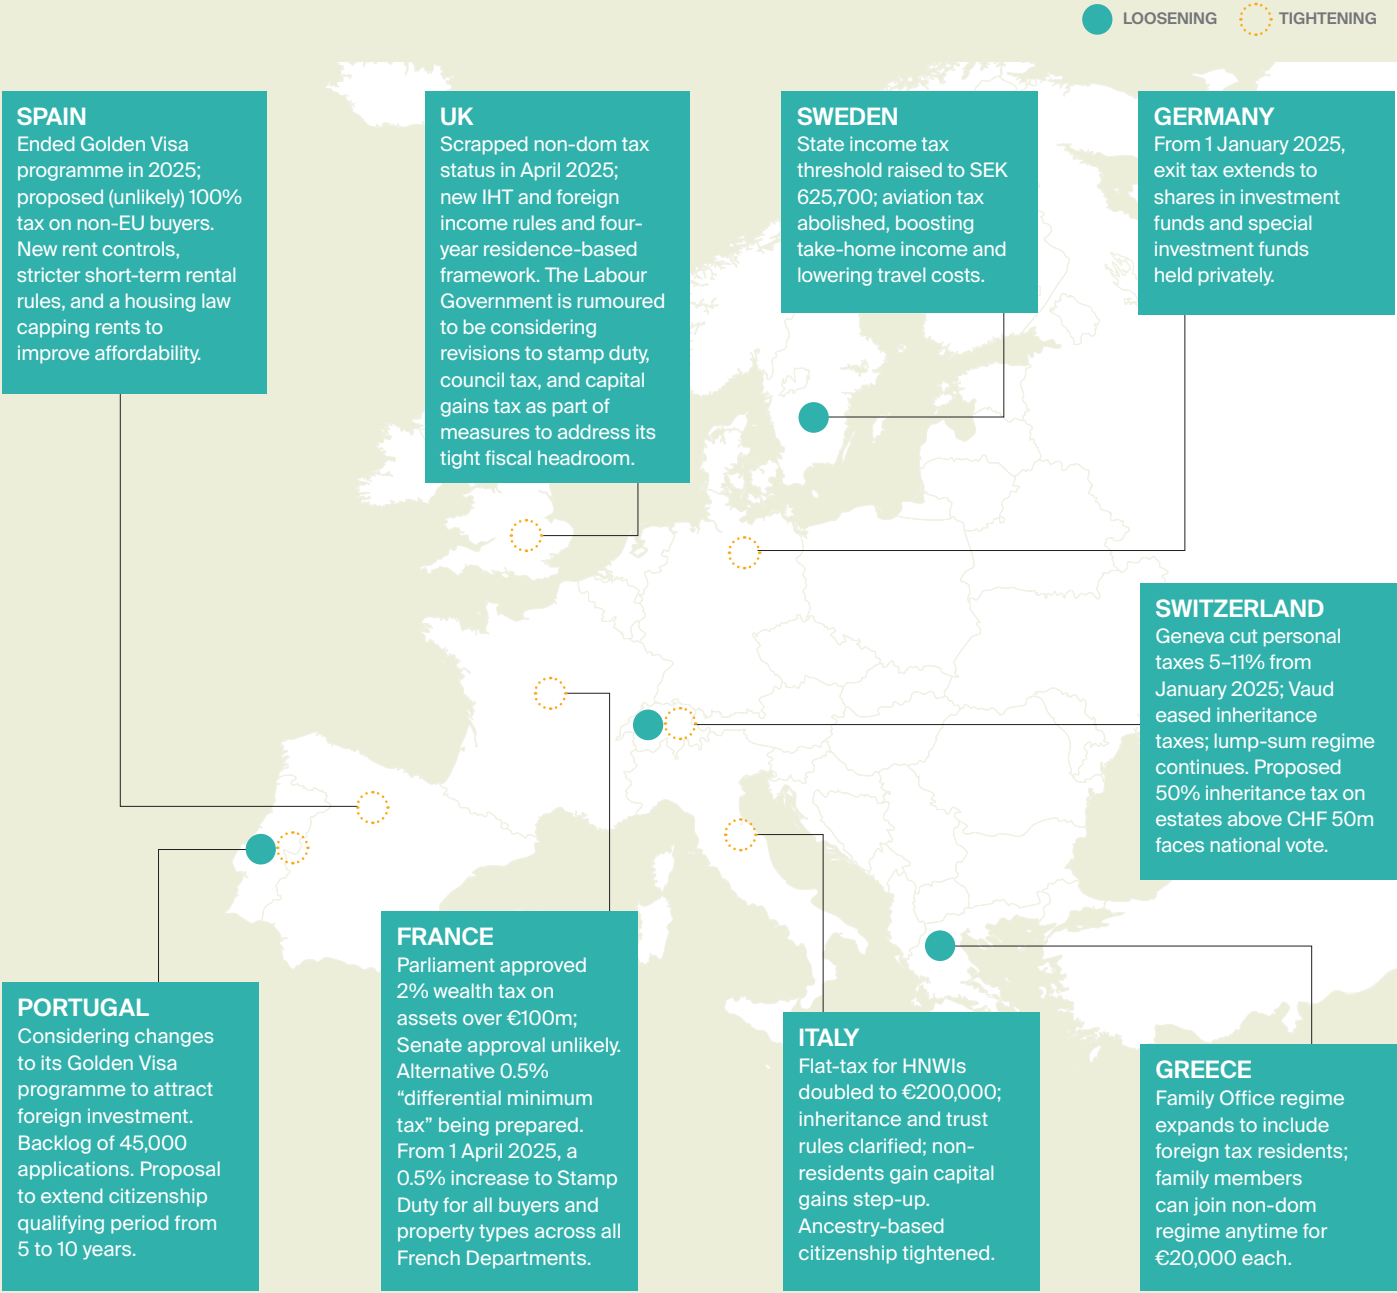 LOOSENING
TIGHTENING
SPAIN
Ended Golden Visa
programme in 2025;
proposed (unlikely) 100%
tax on non-EU buyers.
New rent controls,
stricter short-term rental
rules, and a housing law
capping rents to
improve affordability.
UK
Scrapped non-dom tax
status in April 2025;
new IHT and foreign
income rules and four-
year residence-based
framework. The Labour
Government is rumoured
to be considering
revisions to stamp duty,
council tax, and capital
gains tax as part of
measures to address its
tight fiscal headroom.
SWEDEN
State income tax
threshold raised to SEK
625,700; aviation tax
abolished, boosting
take-home income and
lowering travel costs.
GERMANY
From 1 January 2025,
exit tax extends to
shares in investment
funds and special
investment funds
held privately.
SWITZERLAND
Geneva cut personal
taxes 5–11% from
January 2025; Vaud
eased inheritance
taxes; lump-sum regime
continues. Proposed
50% inheritance tax on
estates above CHF 50m
faces national vote.
PORTUGAL
Considering changes
to its Golden Visa
programme to attract
foreign investment.
Backlog of 45,000
applications. Proposal
to extend citizenship
qualifying period from
5 to 10 years.
FRANCE
Parliament approved
2% wealth tax on
assets over €100m;
Senate approval unlikely.
Alternative 0.5%
“differential minimum
tax” being prepared.
From 1 April 2025, a
0.5% increase to Stamp
Duty for all buyers and
property types across all
French Departments.
ITALY
Flat-tax for HNWIs
doubled to €200,000;
inheritance and trust
rules clarified; non-
residents gain capital
gains step-up.
Ancestry-based
citizenship tightened.
GREECE
Family Office regime
expands to include
foreign tax residents;
family members
can join non-dom
regime anytime for
€20,000 each.